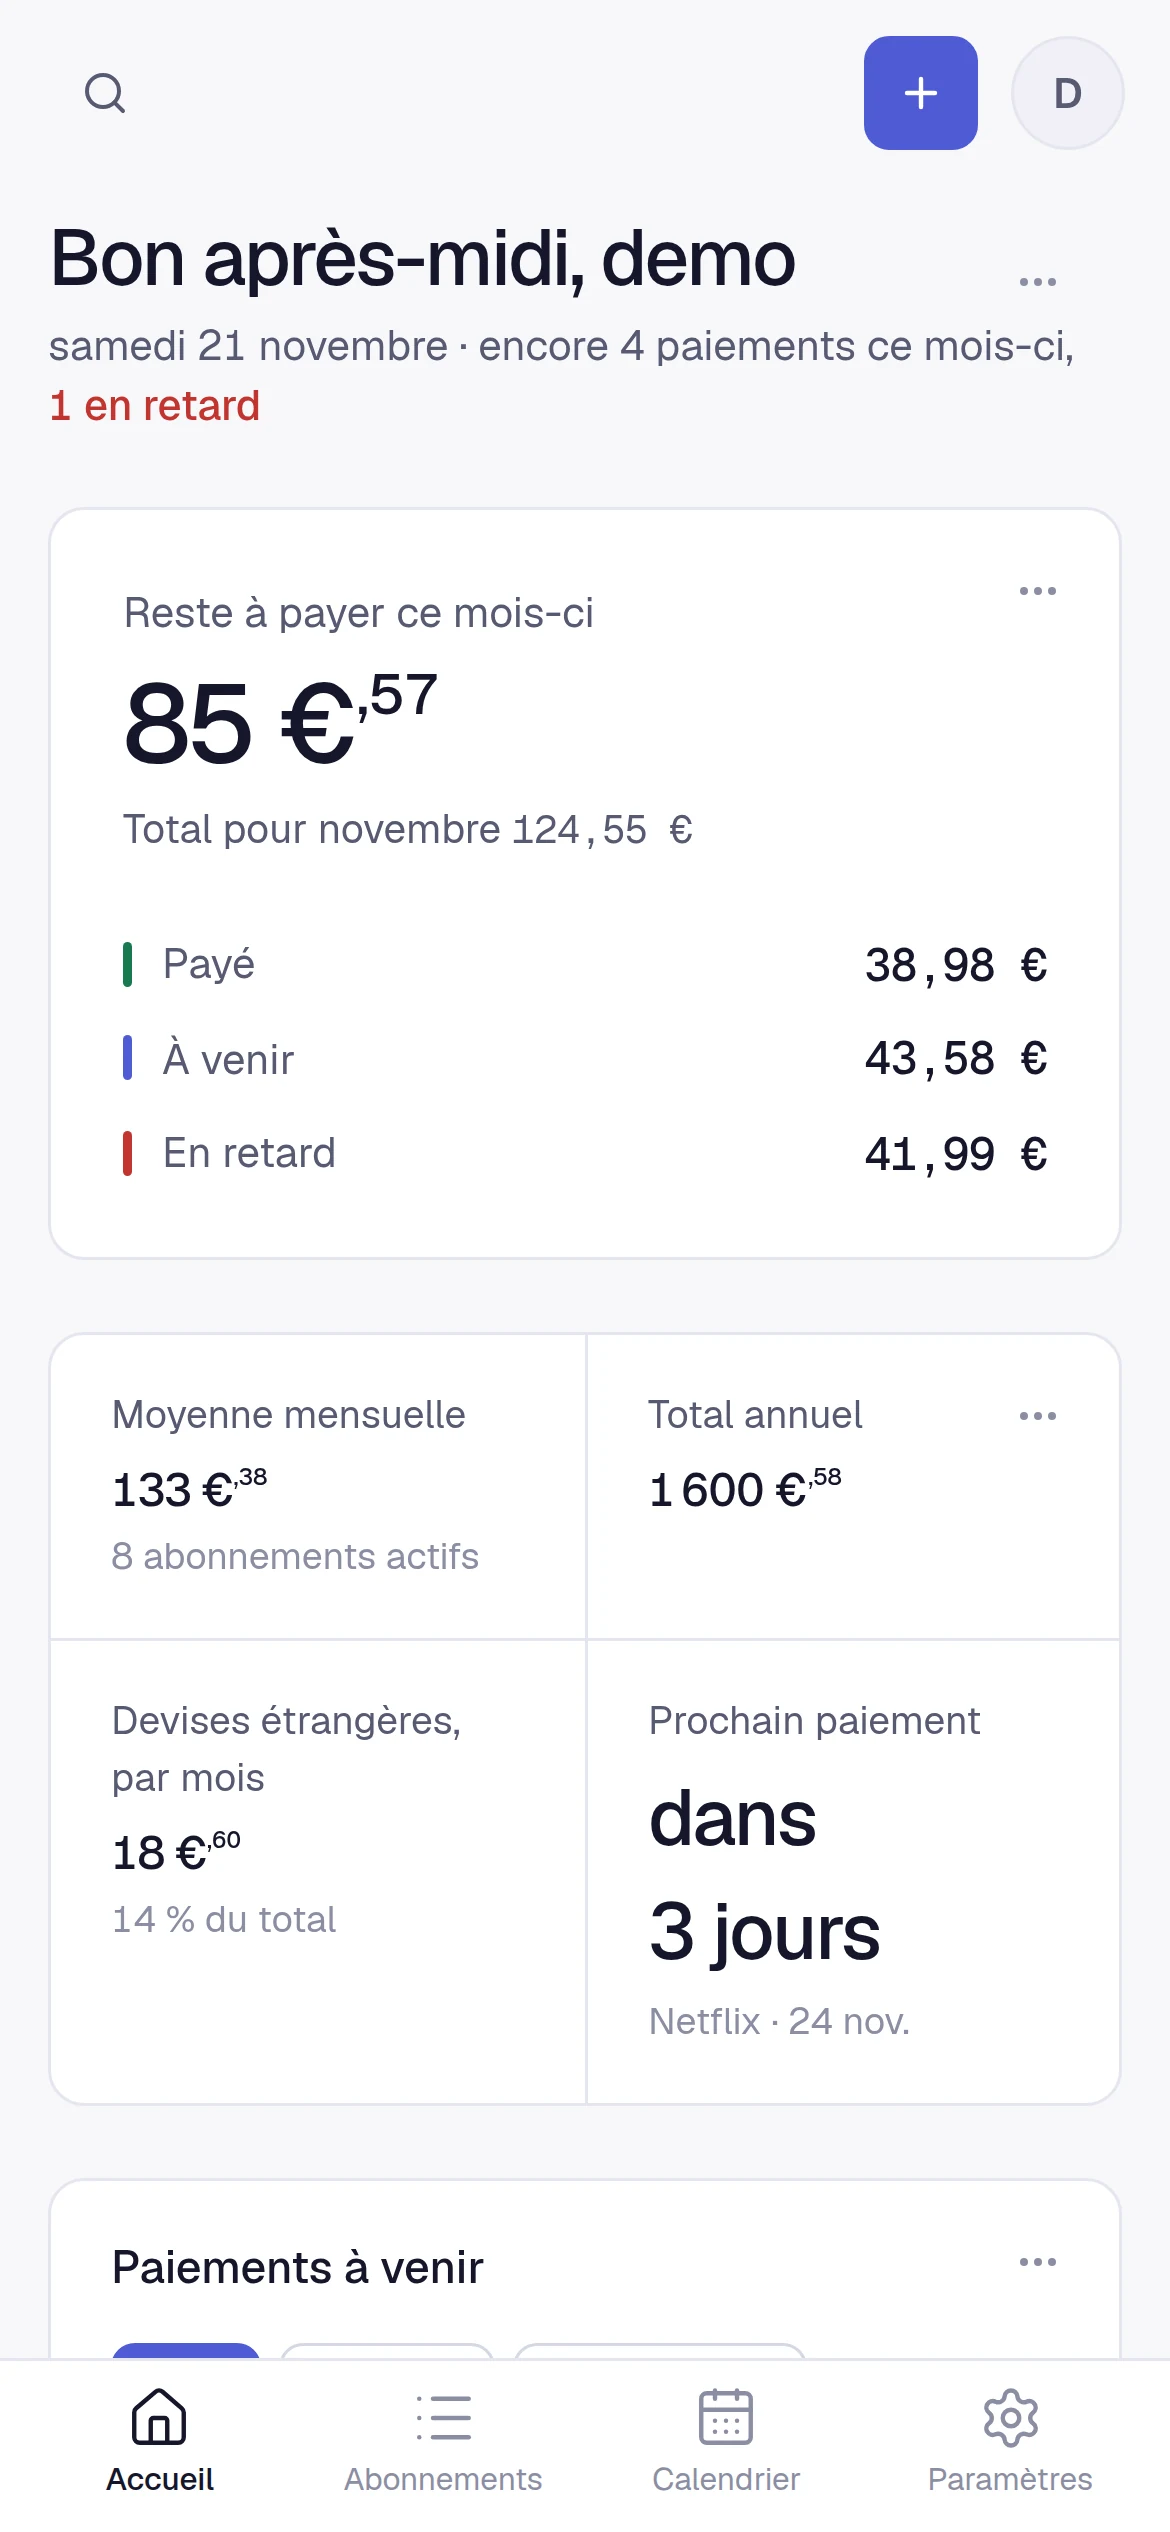 D
Bon après-midi, demo
samedi 21 novembre · encore 4 paiements ce mois-ci,
1 en retard
Reste à payer ce mois-ci
85 €,57
Total pour novembre 124,55 €
Payé 38,98 €
À venir 43,58 €
En retard 41,99 €
Moyenne mensuelle
133 €,38
8 abonnements actifs
Total annuel
1 600 €,58
Devises étrangères,
par mois
18 €,60
14 % du total
Prochain paiement
dans
3 jours
Netflix · 24 nov.
Paiements à venir
Accueil
Abonnements
Calendrier
Paramètres